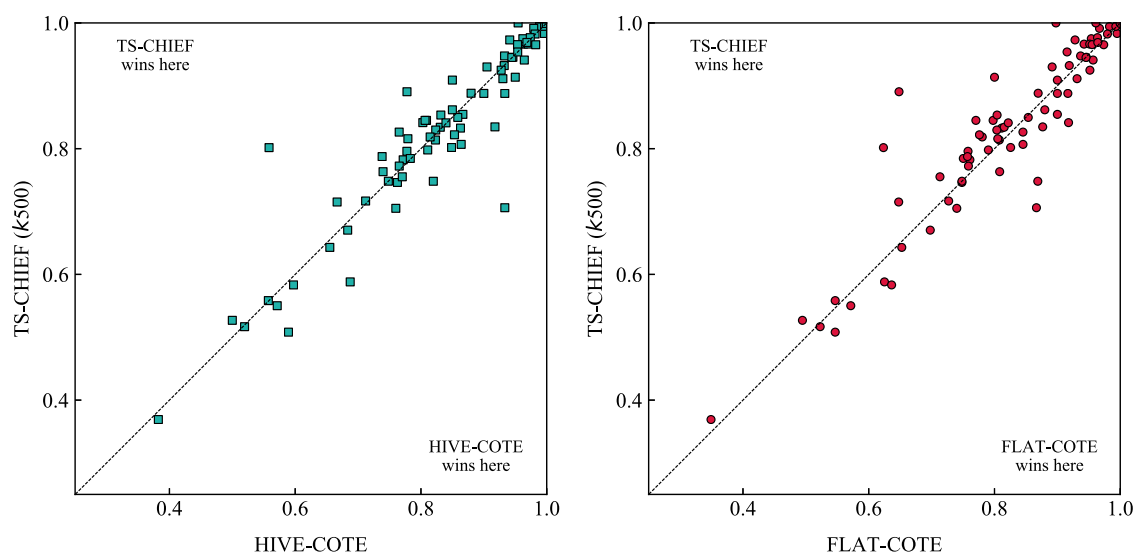 1.0
0.8
0.6
0.4
TS-CHIEF (k500)
TS-CHIEF
wins here
HIVE-COTE
wins here
0.4
0.6
0.8
1.0
HIVE-COTE
1.0
0.8
0.6
0.4
TS-CHIEF (k500)
TS-CHIEF
wins here
FLAT-COTE
wins here
0.4
0.6
0.8
1.0
FLAT-COTE